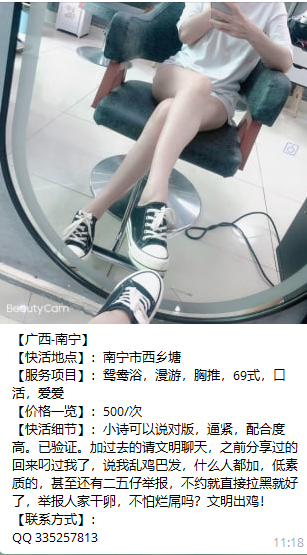 BeautyCam
【广西-南宁】
【快活地点】：南宁市西乡塘
【服务项目】：鸳鸯浴，漫游，胸推，69式，口
活，爱爱
【价格一览】：500/次
【快活细节】：小诗可以说对版，逼紧，配合度
高。已验证。加过去的请文明聊天，之前分享过的
回来叼过我了，说我乱鸡巴发，什么人都加，低素
质的，甚至还有二五仔举报，不约就直接拉黑就好
了，举报人家干卵，不怕烂屌吗？文明出鸡！
【联系方式】：
QQ 335257813
11:18